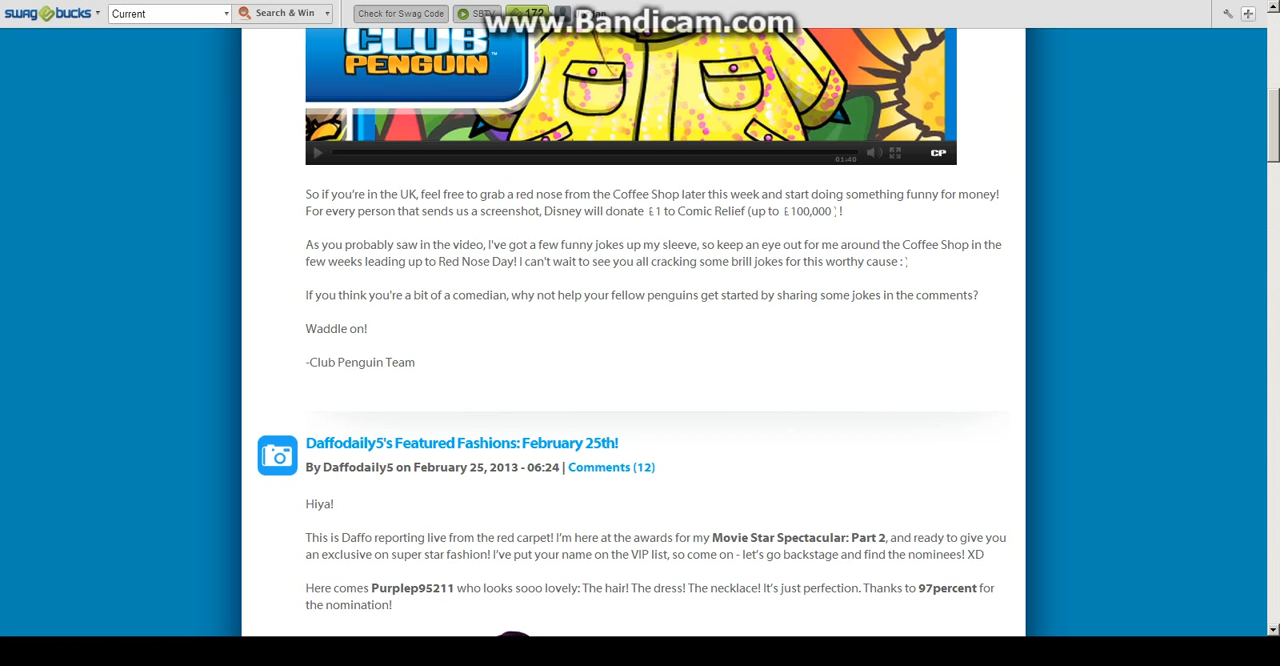 swagbucks Current Search & Win Check for Swag Code SBTV 172
www.Bandicam.com
CLUB
PENGUIN™
01:40 CP
So if you're in the UK, feel free to grab a red nose from the Coffee Shop later this week and start doing something funny for money!
For every person that sends us a screenshot, Disney will donate £1 to Comic Relief (up to £100,000)!
As you probably saw in the video, I've got a few funny jokes up my sleeve, so keep an eye out for me around the Coffee Shop in the
few weeks leading up to Red Nose Day! I can't wait to see you all cracking some brill jokes for this worthy cause :)
If you think you're a bit of a comedian, why not help your fellow penguins get started by sharing some jokes in the comments?
Waddle on!
-Club Penguin Team
Daffodaily5's Featured Fashions: February 25th!
By Daffodaily5 on February 25, 2013 - 06:24 | Comments (12)
Hiya!
This is Daffo reporting live from the red carpet! I'm here at the awards for my Movie Star Spectacular: Part 2, and ready to give you
an exclusive on super star fashion! I've put your name on the VIP list, so come on - let's go backstage and find the nominees! XD
Here comes Purplep95211 who looks sooo lovely: The hair! The dress! The necklace! It's just perfection. Thanks to 97percent for
the nomination!